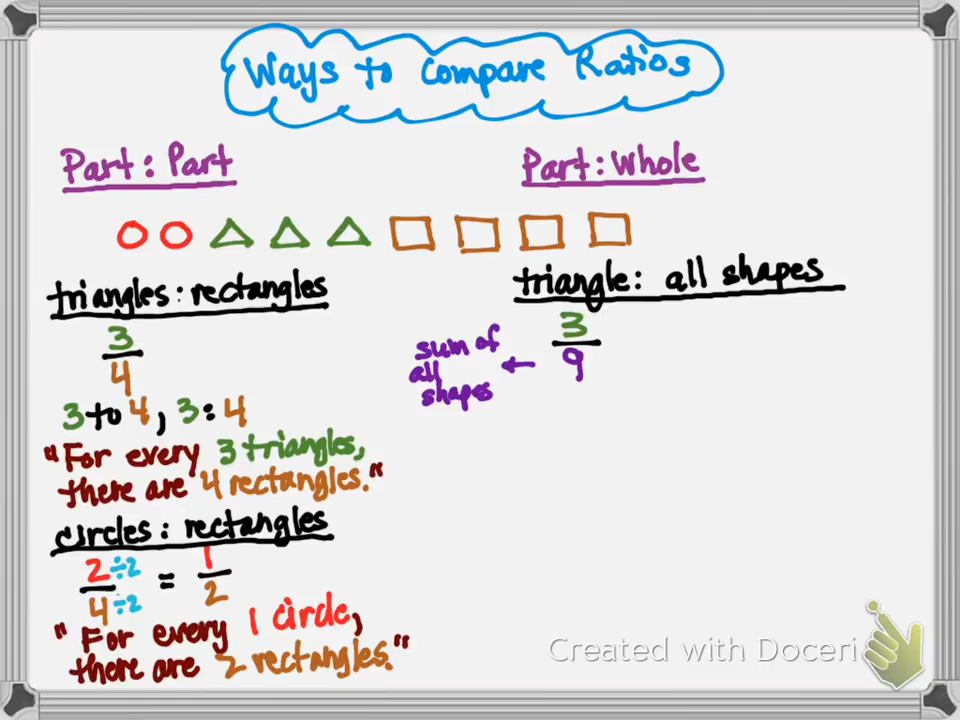 Ways to compare Ratios
Part: Part
Part: Whole
triangles: rectangles
3
4
3 to 4, 3:4
"For every 3 triangles,
there are 4 rectangles."
circles: rectangles
2 ÷2 = 1
4 ÷2 2
"For every 1 circle,
there are 2 rectangles."
triangle: all shapes
3
9
sum of
all ←
shapes
Created with Doceri